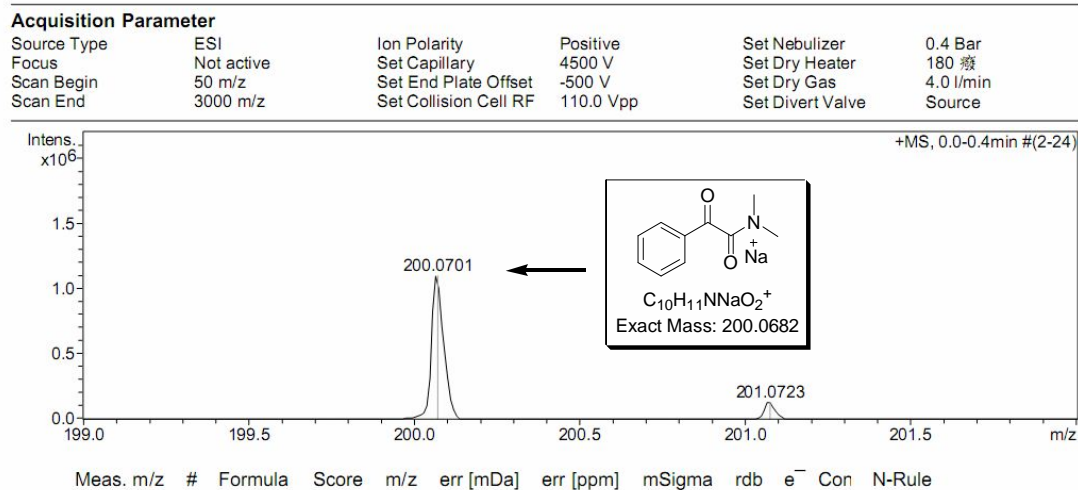 Acquisition Parameter
Source Type ESI Ion Polarity Positive Set Nebulizer 0.4 Bar
Focus Not active Set Capillary 4500 V Set Dry Heater 180 癈
Scan Begin 50 m/z Set End Plate Offset -500 V Set Dry Gas 4.0 l/min
Scan End 3000 m/z Set Collision Cell RF 110.0 Vpp Set Divert Valve Source
Intens.
x10⁶
+MS, 0.0-0.4min #(2-24)
1.5
1.0
0.5
0.0
200.0701
201.0723
O
N
O
+
Na
C₁₀H₁₁NNaO₂⁺
Exact Mass: 200.0682
199.0 199.5 200.0 200.5 201.0 201.5 m/z
Meas. m/z # Formula Score m/z err [mDa] err [ppm] mSigma rdb e⁻ Con N-Rule